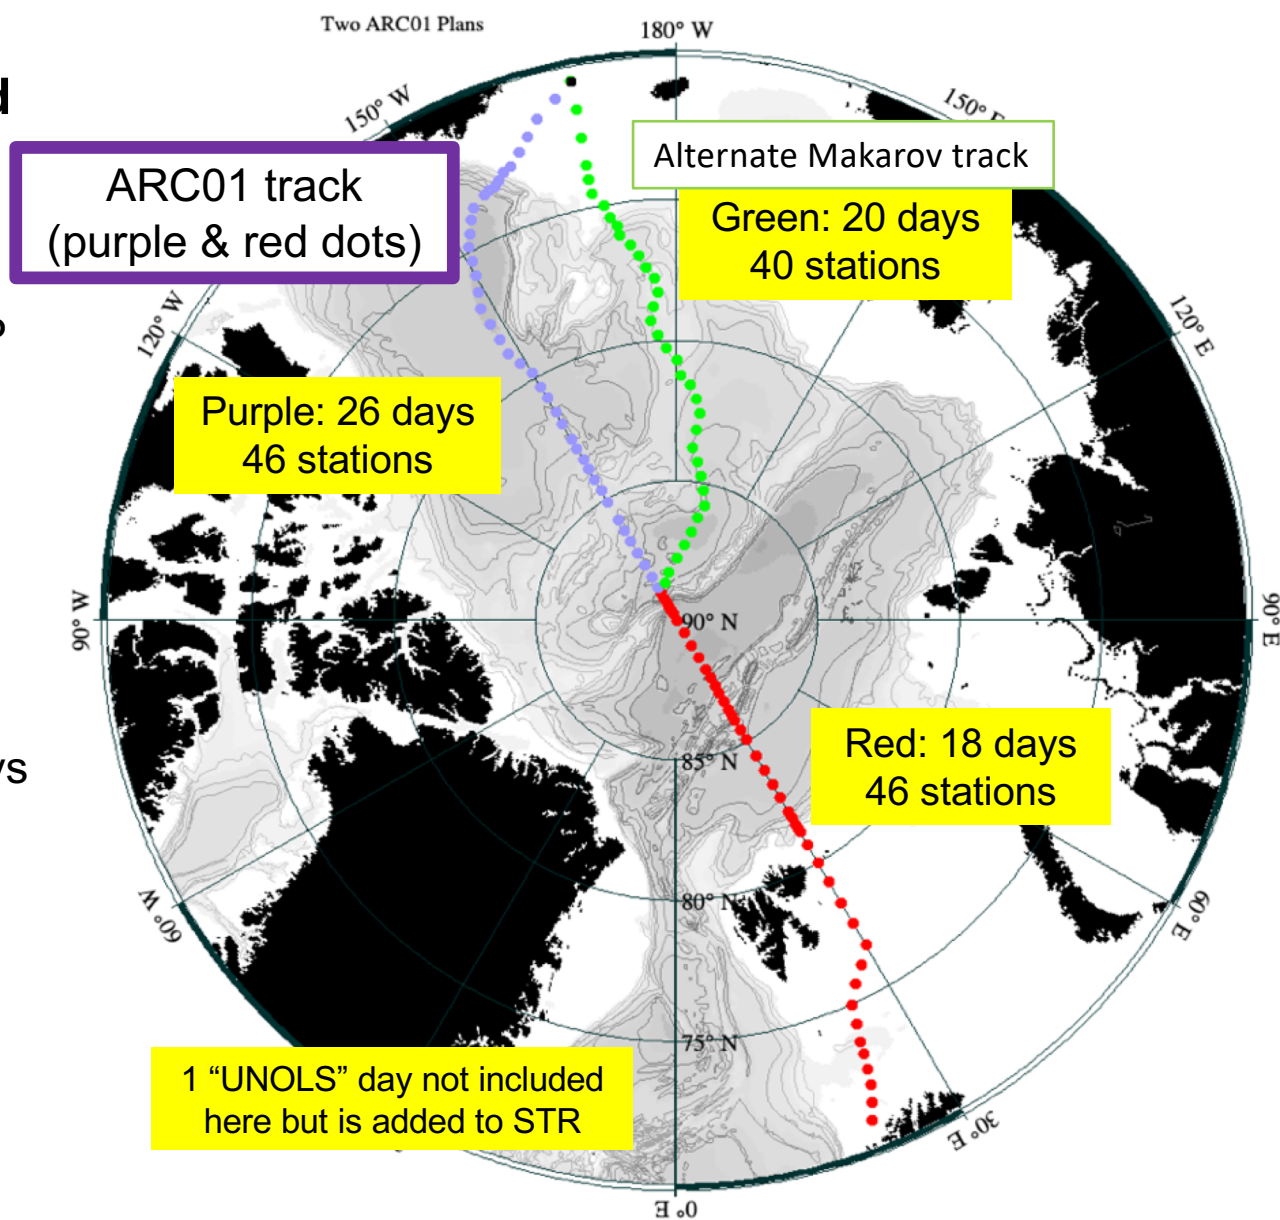 Two ARC01 Plans
180° W
150° W
150° E
d
ARC01 track
(purple & red dots)
Alternate Makarov track
Green: 20 days
40 stations
120° W
120° E
Purple: 26 days
46 stations
90° W
90° N
90° E
Red: 18 days
46 stations
85° N
ys
80° N
60° W
60° E
75° N
1 “UNOLS” day not included
here but is added to STR
30° E
0° E